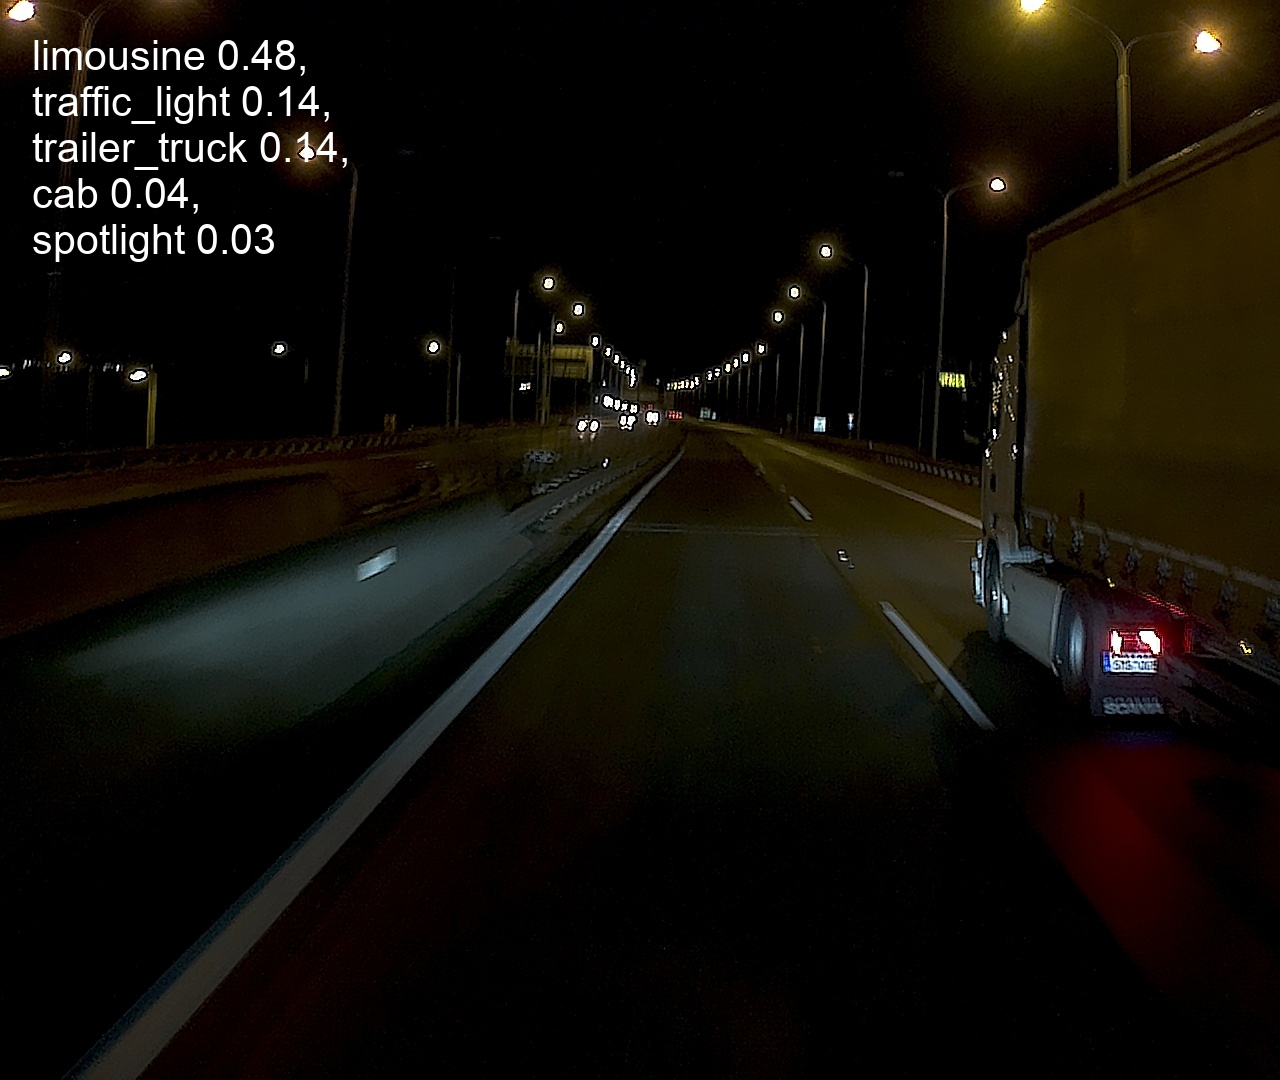 limousine 0.48,
traffic_light 0.14,
trailer_truck 0.14,
cab 0.04,
spotlight 0.03
SCANIA